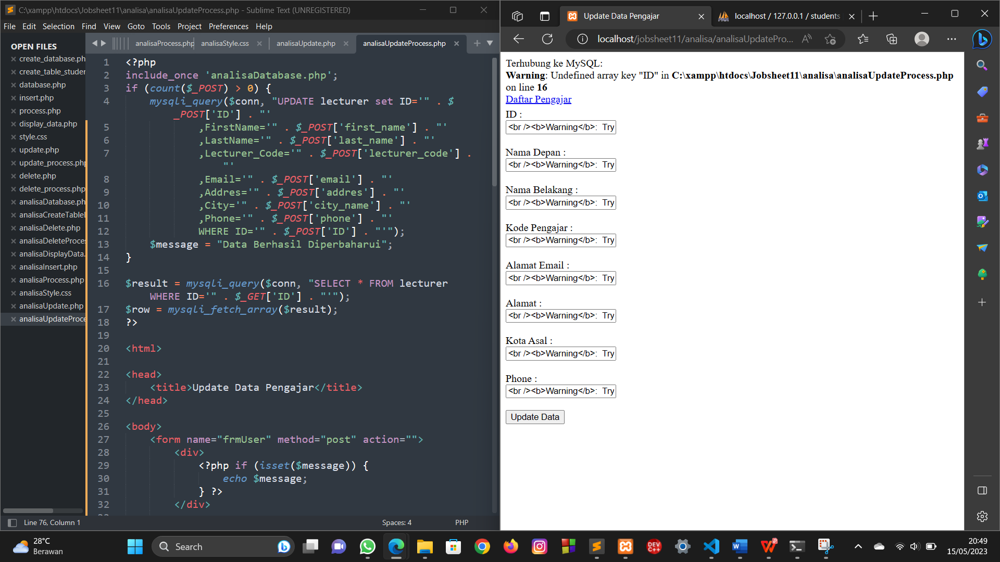 C:\xampp\htdocs\Jobsheet11\analisa\analisaUpdateProcess.php - Sublime Text (UNREGISTERED)
File Edit Selection Find View Goto Tools Project Preferences Help
OPEN FILES
create_database.ph
create_table_studer
database.php
insert.php
process.php
display_data.php
style.css
update.php
update_process.php
delete.php
delete_process.php
analisaDatabase.ph
analisaCreateTable
analisaDelete.php
analisaDeleteProces
analisaDisplayData.
analisaInsert.php
analisaProcess.php
analisaStyle.css
analisaUpdate.php
analisaUpdateProce
analisaProcess.php analisaStyle.css analisaUpdate.php analisaUpdateProcess.php
1 <?php
2 include_once 'analisaDatabase.php';
3 if (count($_POST) > 0) {
4 mysqli_query($conn, "UPDATE lecturer set ID='" . $
_POST['ID'] . "'
5 ,FirstName='" . $_POST['first_name'] . "'
6 ,LastName='" . $_POST['last_name'] . "'
7 ,Lecturer_Code='" . $_POST['lecturer_code'] .
"'
8 ,Email='" . $_POST['email'] . "'
9 ,Addres='" . $_POST['addres'] . "'
10 ,City='" . $_POST['city_name'] . "'
11 ,Phone='" . $_POST['phone'] . "'
12 WHERE ID='" . $_POST['ID'] . "'");
13 $message = "Data Berhasil Diperbaharui";
14 }
15
16 $result = mysqli_query($conn, "SELECT * FROM lecturer
WHERE ID='" . $_GET['ID'] . "'");
17 $row = mysqli_fetch_array($result);
18 ?>
19
20 <html>
21
22 <head>
23 <title>Update Data Pengajar</title>
24 </head>
25
26 <body>
27 <form name="frmUser" method="post" action="">
28 <div>
29 <?php if (isset($message)) {
30 echo $message;
31 } ?>
32 </div>
Line 76, Column 1 Spaces: 4 PHP
Update Data Pengajar localhost / 127.0.0.1 / students
localhost/jobsheet11/analisa/analisaUpdatePro...
Terhubung ke MySQL:
Warning: Undefined array key "ID" in C:\xampp\htdocs\Jobsheet11\analisa\analisaUpdateProcess.php
on line 16
Daftar Pengajar
ID :
<br /><b>Warning</b>: Try
Nama Depan :
<br /><b>Warning</b>: Try
Nama Belakang :
<br /><b>Warning</b>: Try
Kode Pengajar :
<br /><b>Warning</b>: Try
Alamat Email :
<br /><b>Warning</b>: Try
Alamat :
<br /><b>Warning</b>: Try
Kota Asal :
<br /><b>Warning</b>: Try
Phone :
<br /><b>Warning</b>: Try
Update Data
28°C
Berawan
Search
DEV
C++
20:49
15/05/2023